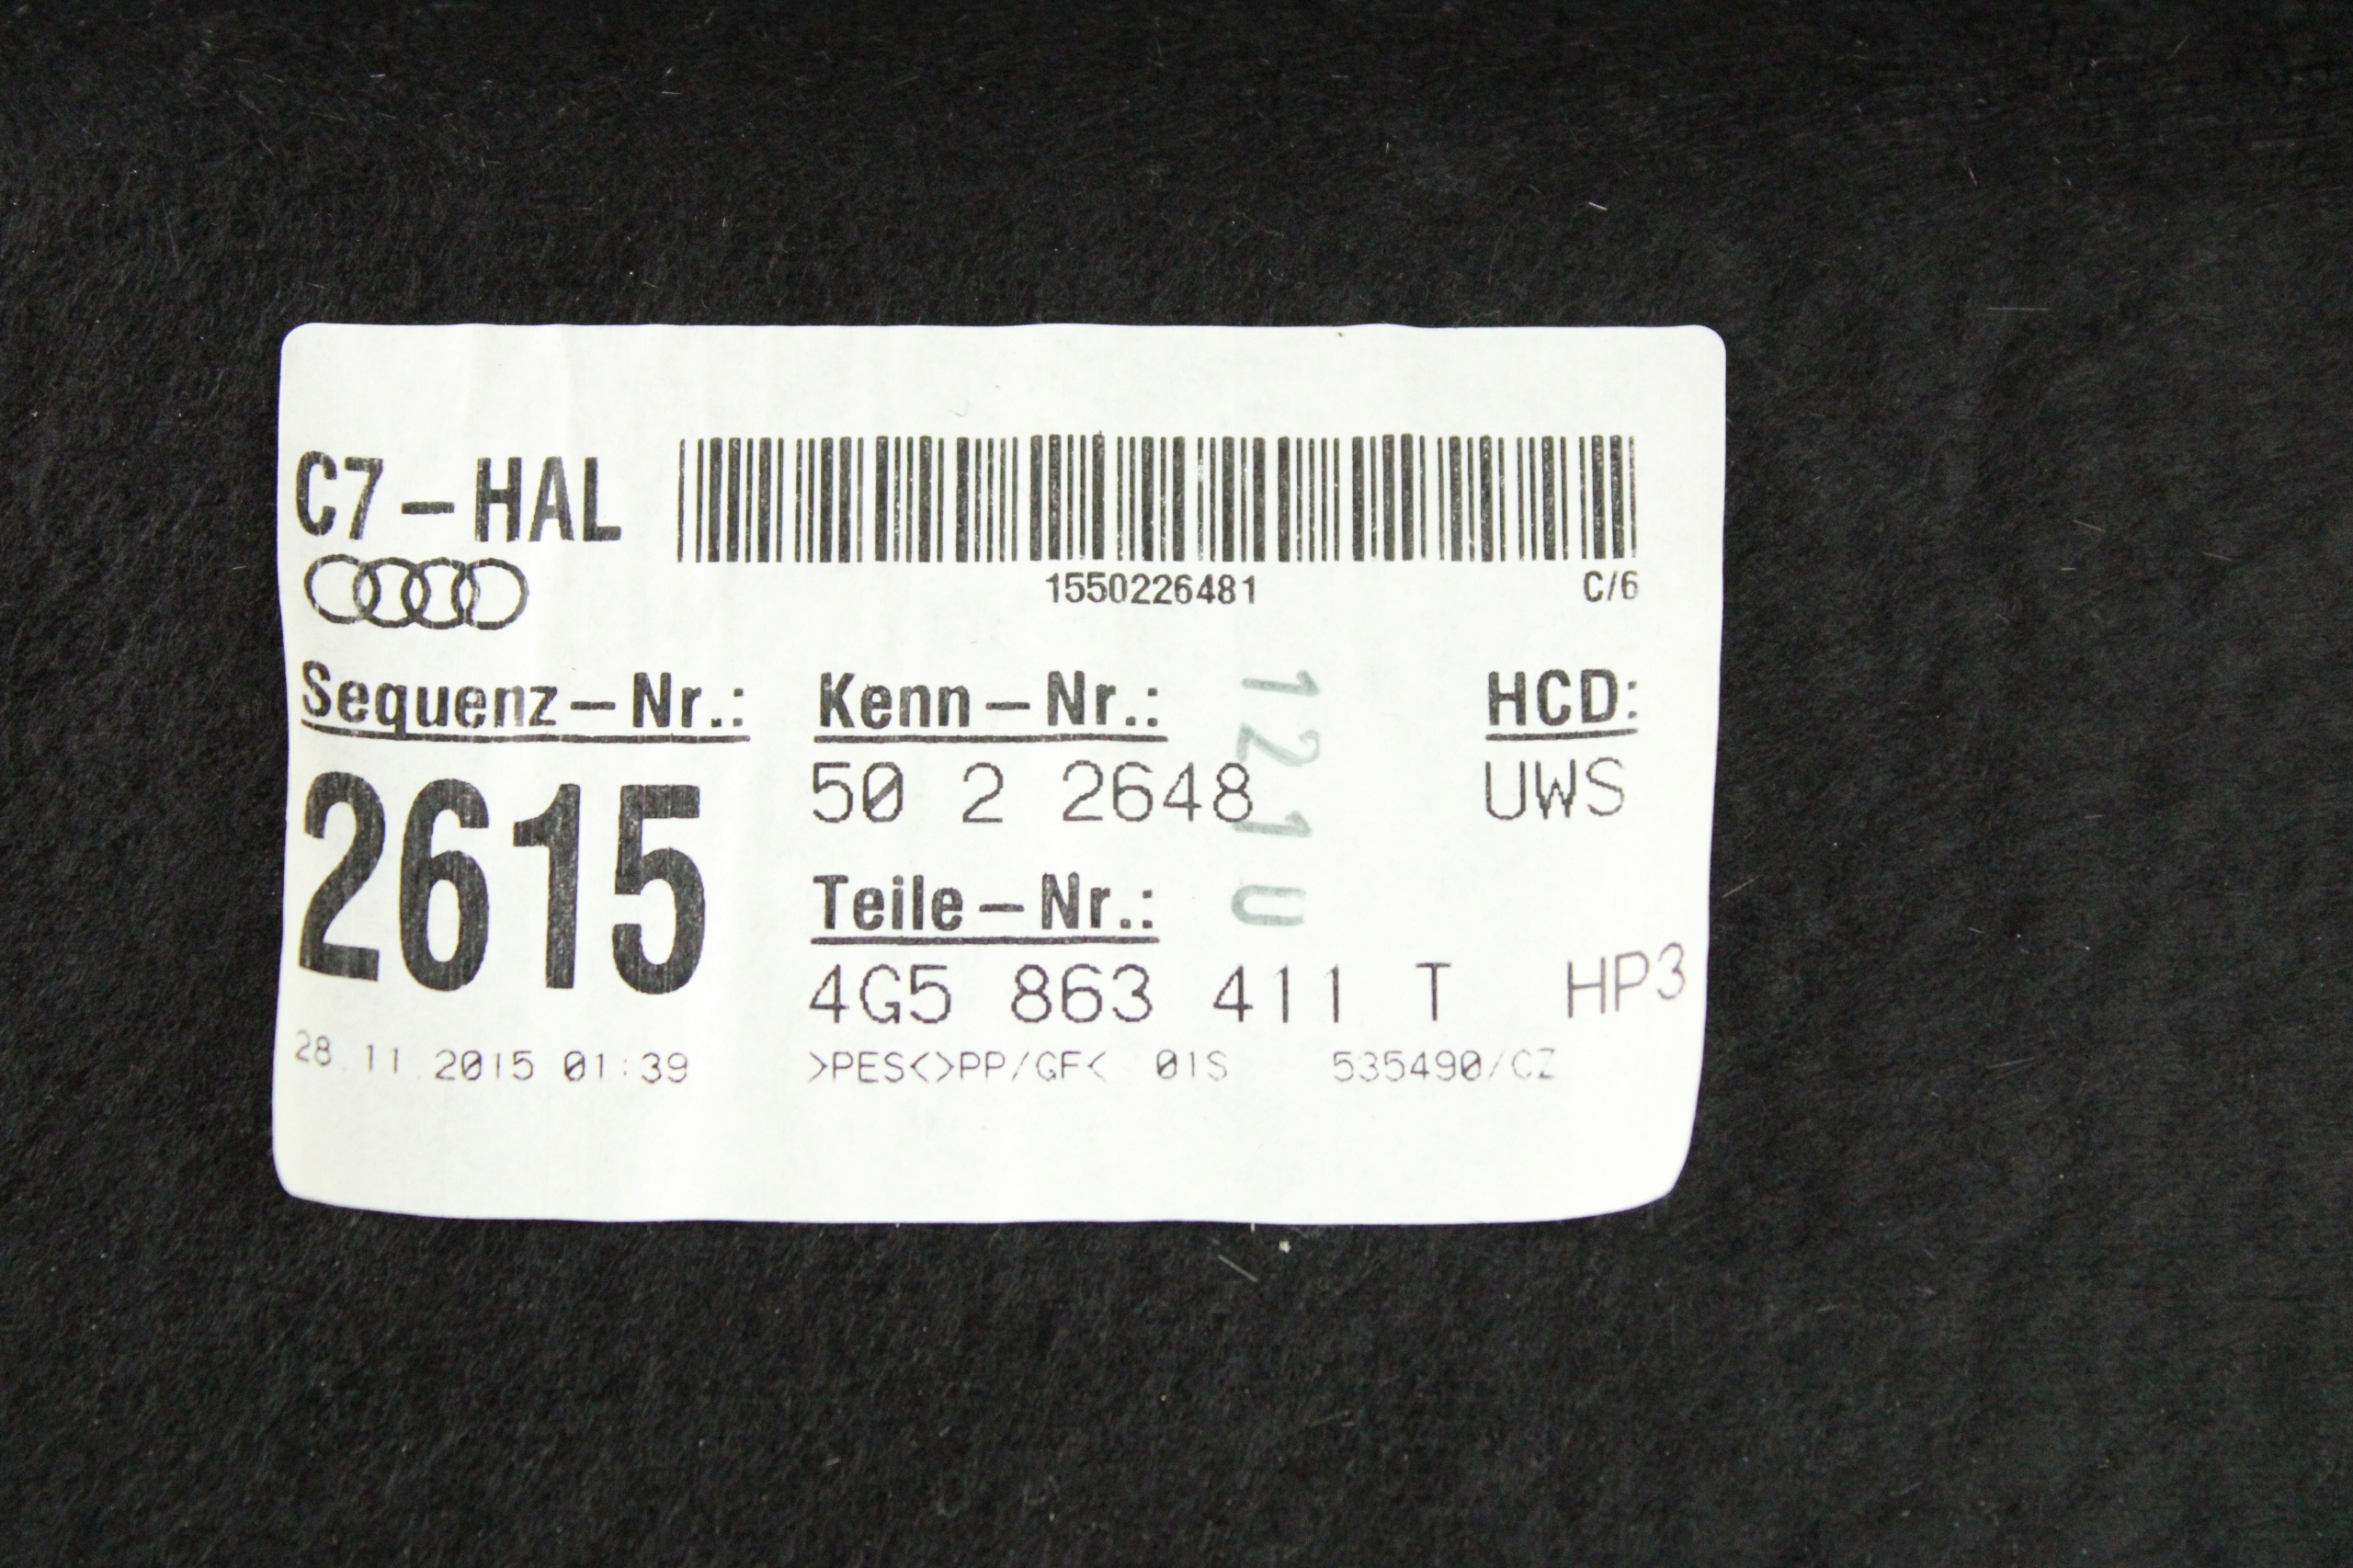 C7-HAL
1550226481 C/6
Sequenz-Nr.: Kenn-Nr.: HCD:
2615 50 2 2648 UWS
Teile-Nr.:
4G5 863 411 T HP3
28.11.2015 01:39 >PES<>PP/GF< 01S 535490/CZ